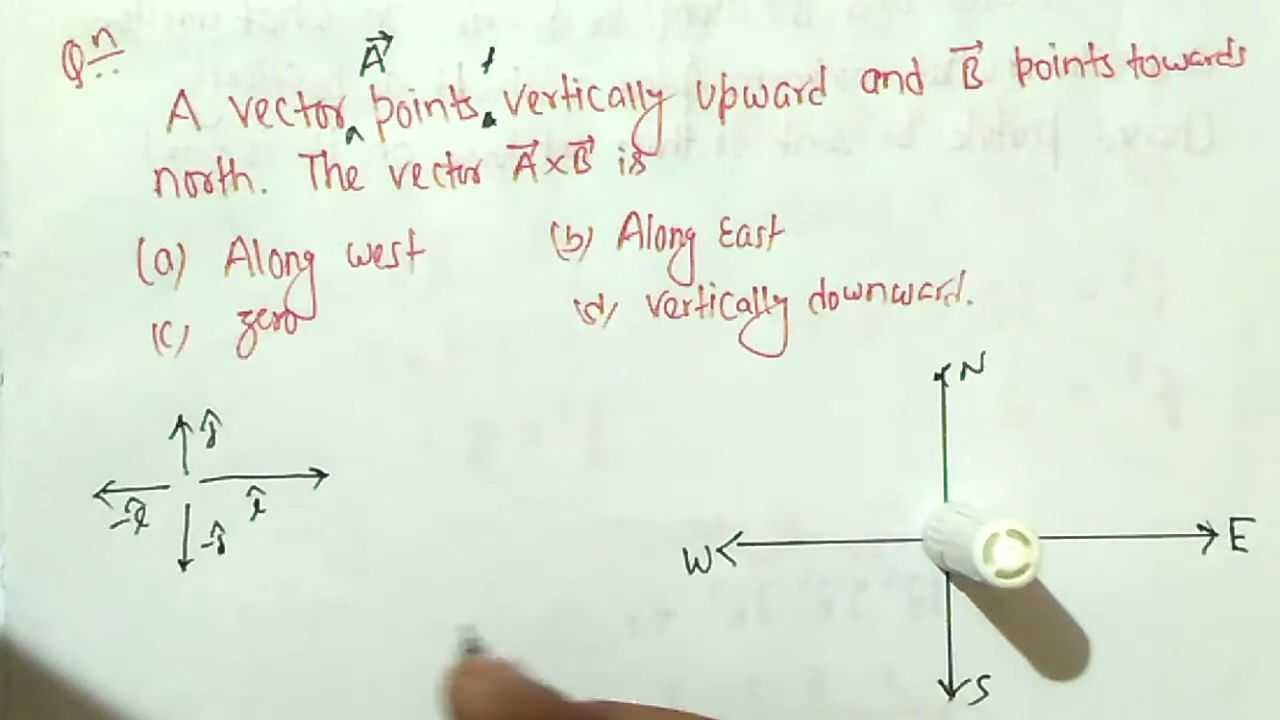 Qn
A vector A⃗ points vertically upward and B⃗ points towards
north. The vector A⃗×B⃗ is
(a) Along west (b) Along East
(c) zero (d) vertically downward.
ĵ
-î î
-ĵ
N
W E
S